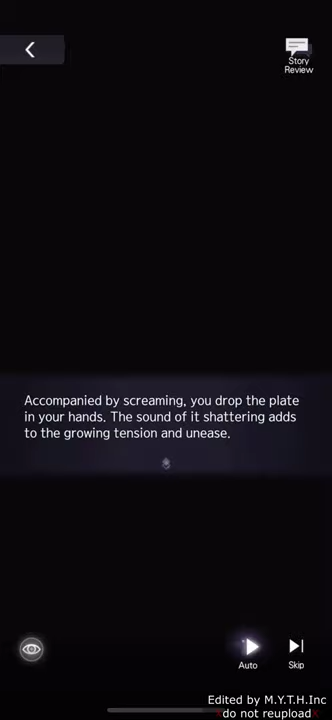 Story
Review
Accompanied by screaming, you drop the plate
in your hands. The sound of it shattering adds
to the growing tension and unease.
Auto
Skip
Edited by M.Y.T.H.Inc
do not reupload